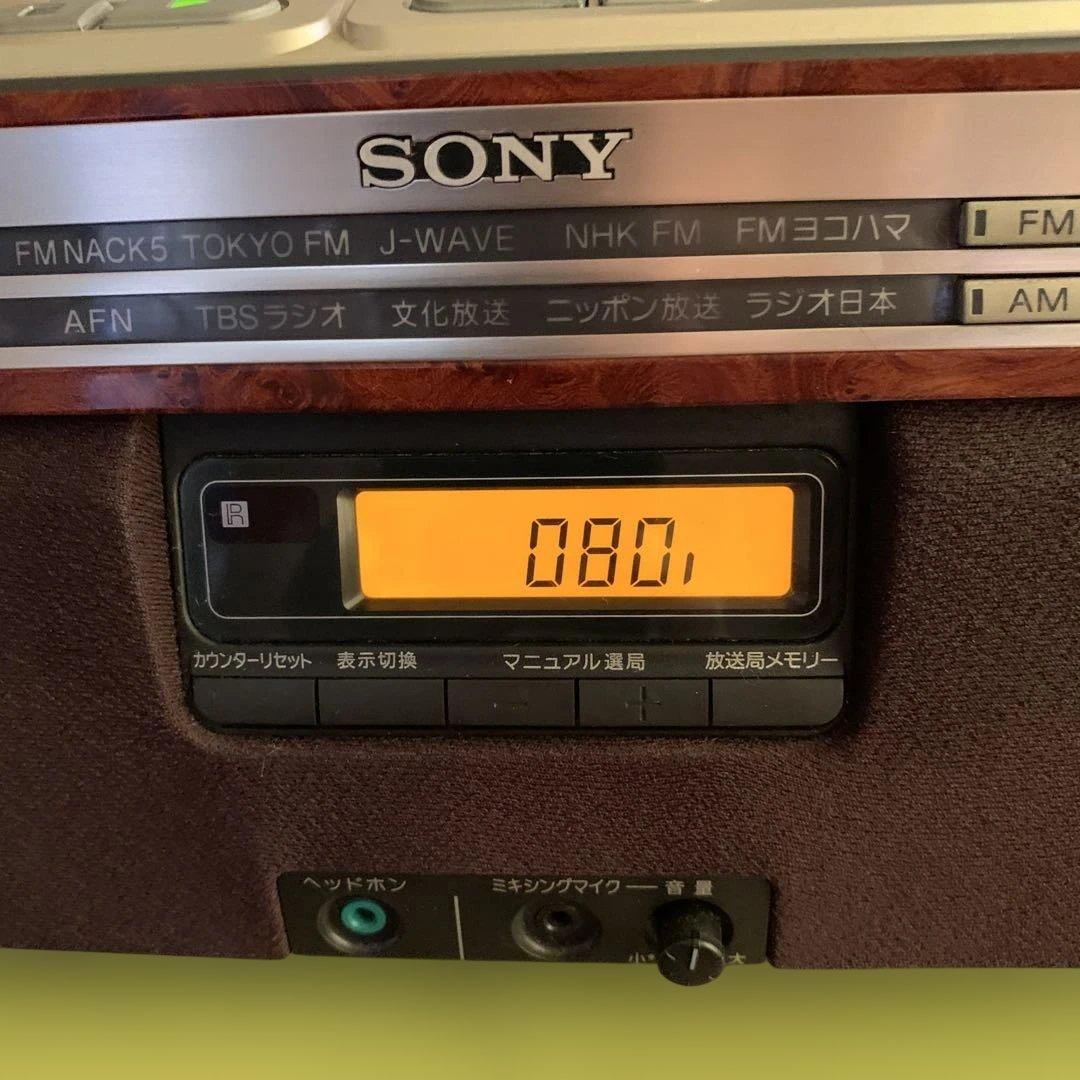 SONY
FM NACK5 TOKYO FM J-WAVE NHK FM FMヨコハマ FM
AFN TBSラジオ 文化放送 ニッポン放送 ラジオ日本 AM
R
080
カウンターリセット 表示切換 マニュアル選局 放送局メモリー
- +
ヘッドホン ミキシングマイク 音量
小 大